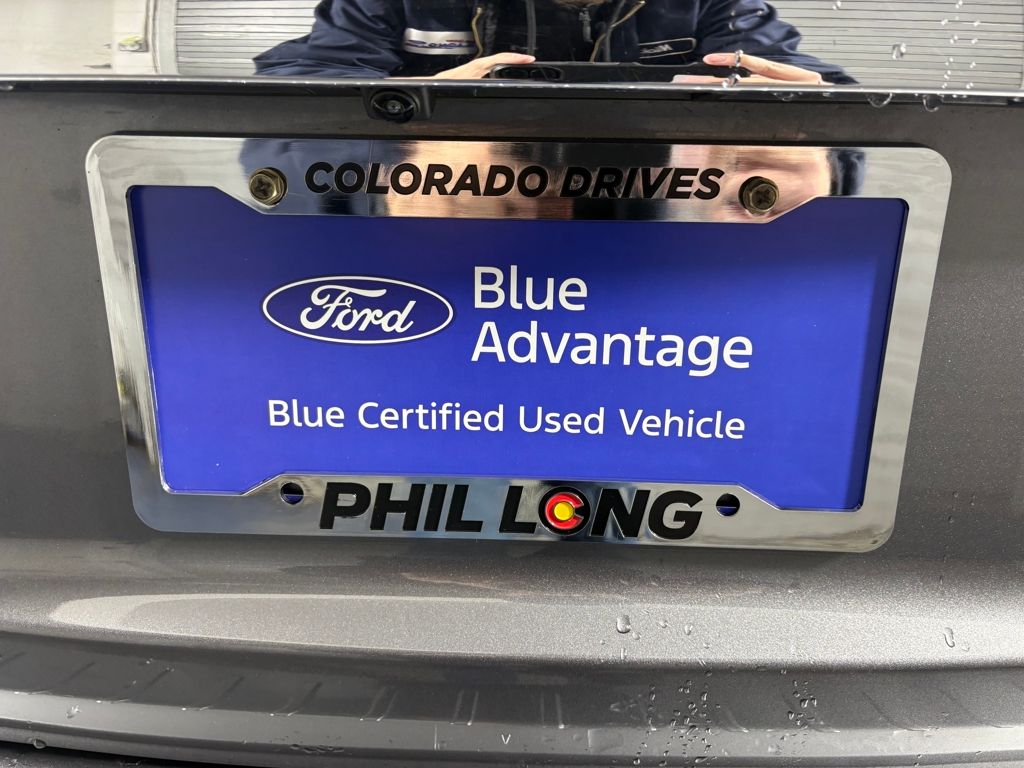 COLORADO DRIVES
Ford
Blue
Advantage
Blue Certified Used Vehicle
PHIL LONG